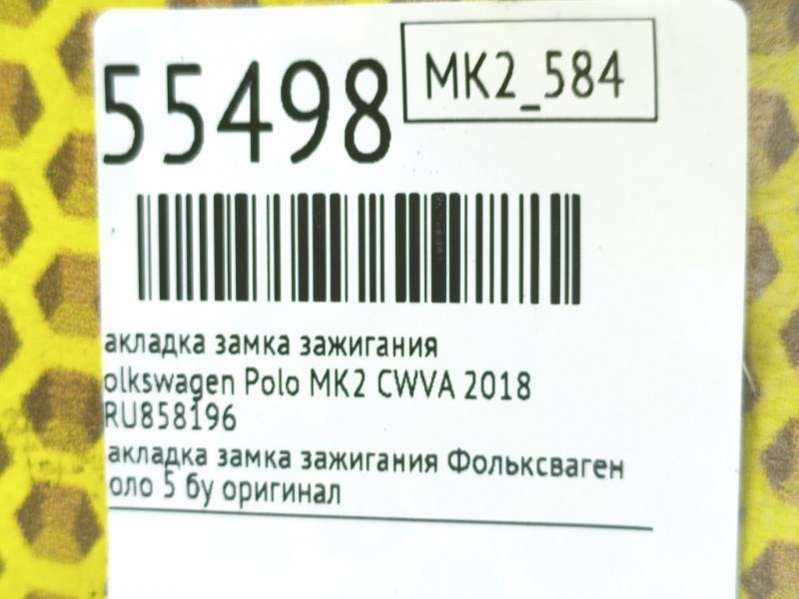 55498
MK2_584
акладка замка зажигания
olkswagen Polo MK2 CWVA 2018
RU858196
акладка замка зажигания Фольксваген
оло 5 бу оригинал